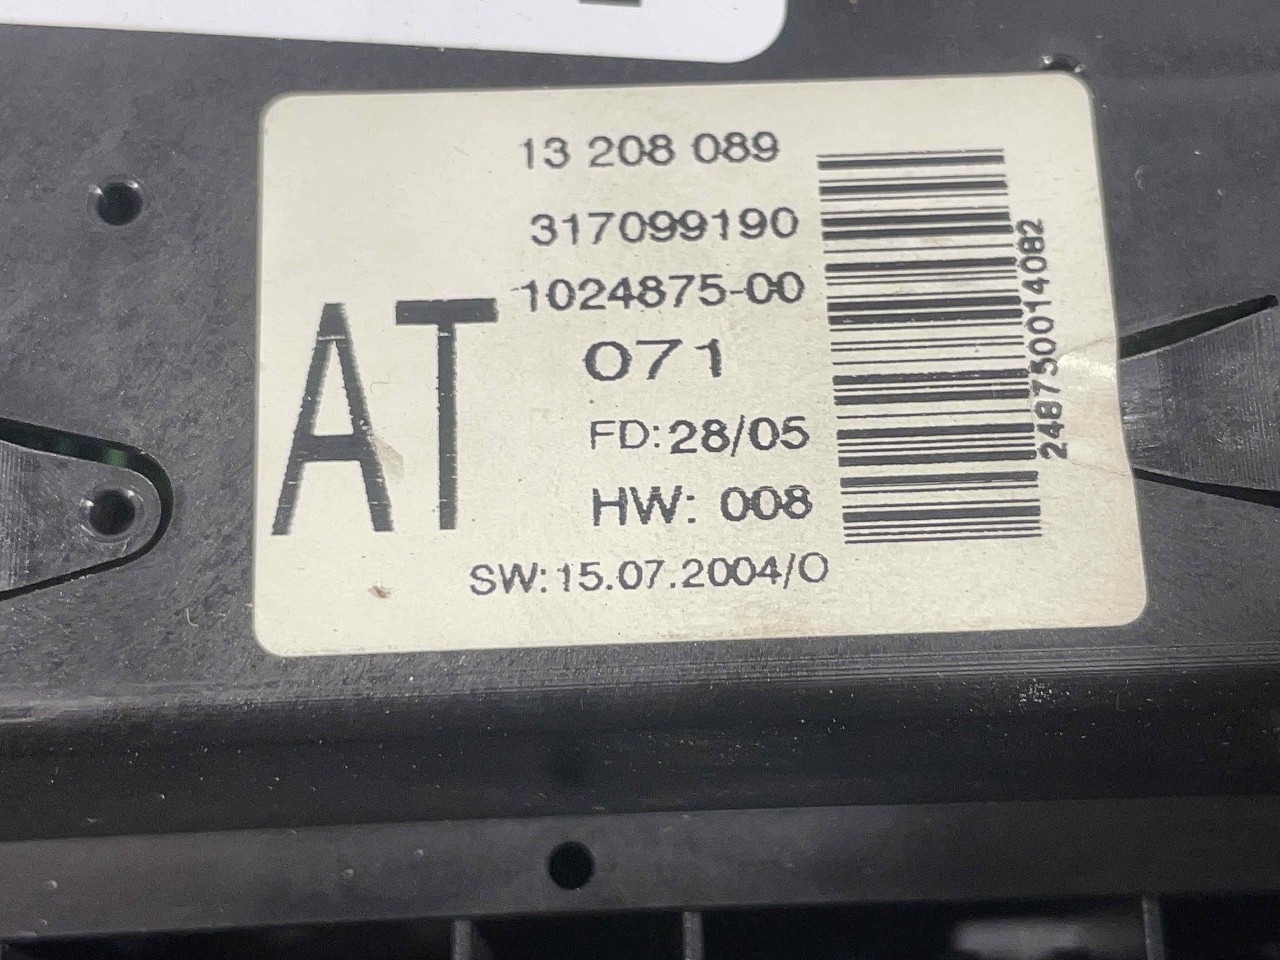 13 208 089
317099190
1024875-00
AT
071
FD: 28/05
HW: 008
SW: 15.07.2004/O
248750014082